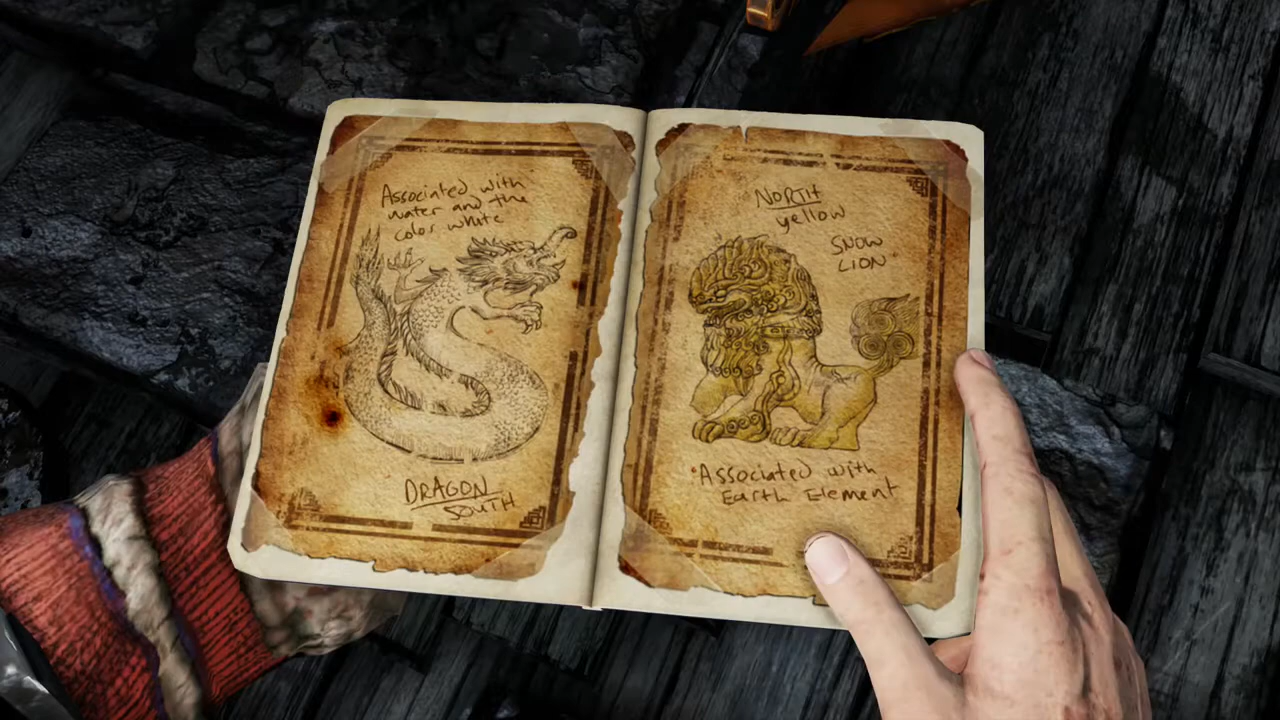 Associated with
water and the
color white
DRAGON
SOUTH
NORTH
yellow
SNOW
LION
Associated with
Earth Element